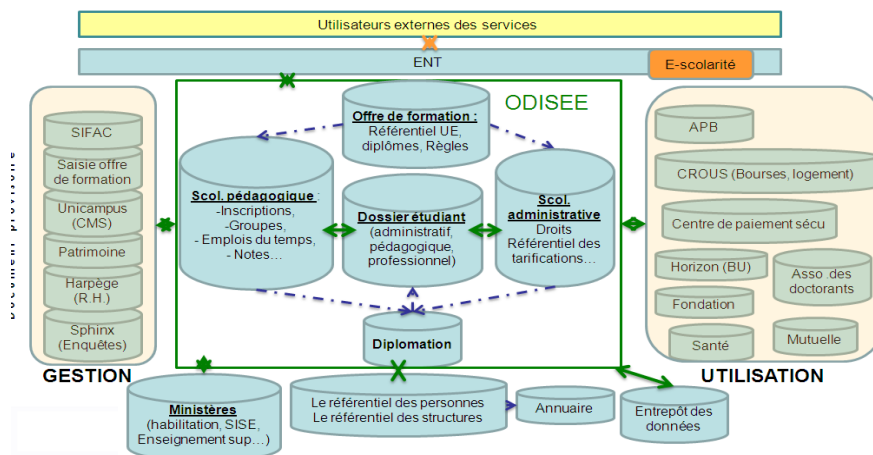 Utilisateurs externes des services
ENT
E-scolarité
ODISEE
Document provisoire
SIFAC
Saisie offre
de formation
Unicampus
(CMS)
Patrimoine
Harpège
(R.H.)
Sphinx
(Enquêtes)
GESTION
Offre de formation :
Référentiel UE,
diplômes, Règles
Scol. pédagogique :
-Inscriptions,
-Groupes,
- Emplois du temps,
- Notes…
Dossier étudiant
(administratif,
pédagogique,
professionnel)
Scol.
administrative
Droits
Référentiel des
tarifications…
Diplomation
APB
CROUS (Bourses, logement)
Centre de paiement sécu
Horizon (BU)
Asso .des
doctorants
Fondation
Santé
Mutuelle
UTILISATION
Ministères
(habilitation, SISE,
Enseignement sup…)
Le référentiel des personnes
Le référentiel des structures
Annuaire
Entrepôt des
données